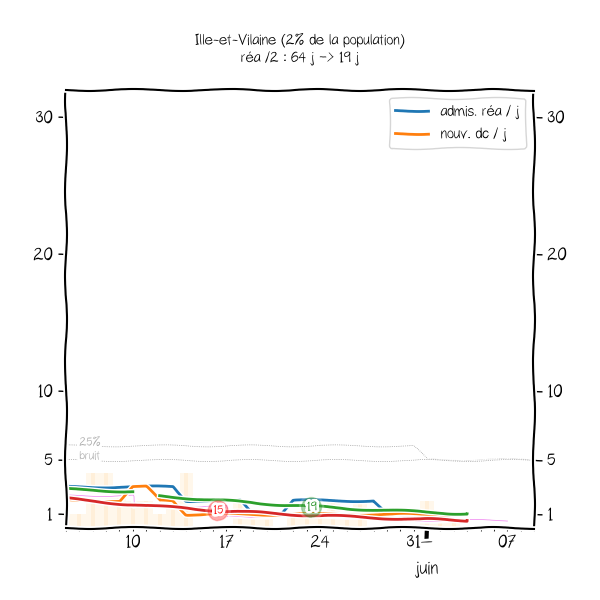 Ille-et-Vilaine (2% de la population)
réa /2 : 64 j -> 19 j
admis. réa / j
nouv. dc / j
30 30
20 20
10 10
25%
bruit
5 5
15 19
1 1
10 17 24 31 07
juin